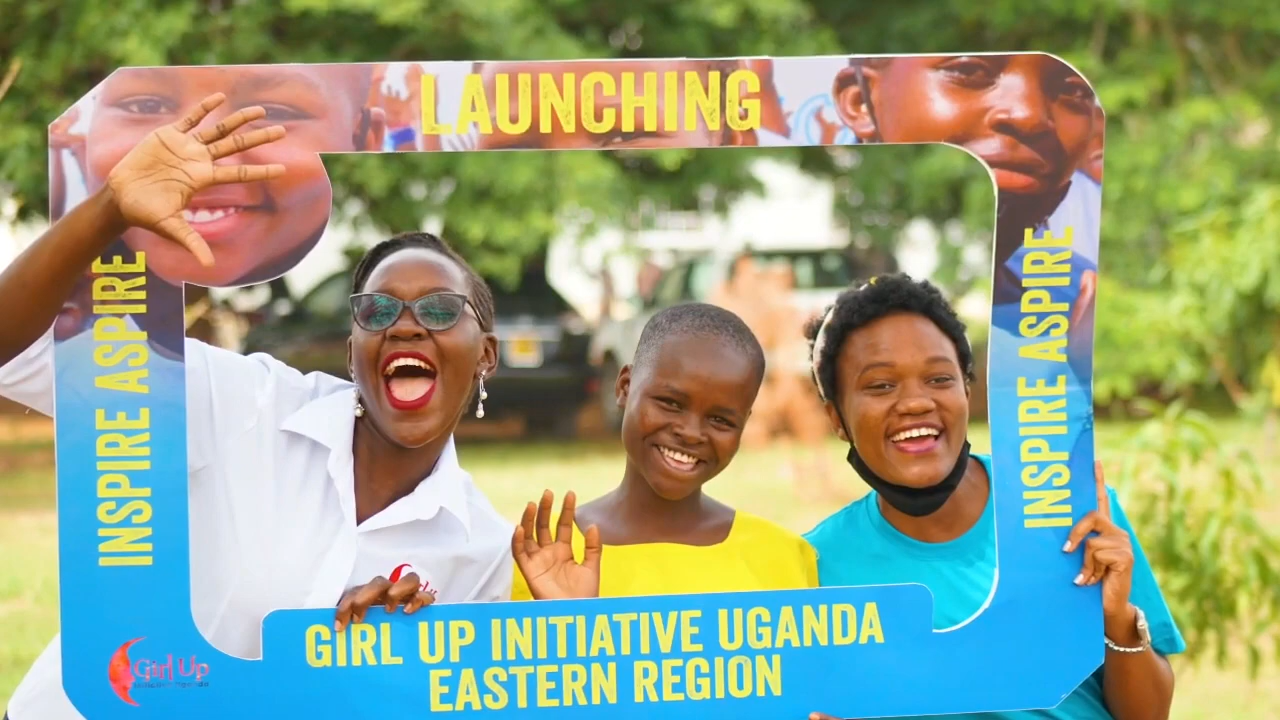 LAUNCHING
INSPIRE ASPIRE
INSPIRE ASPIRE
GIRL UP INITIATIVE UGANDA
EASTERN REGION
Girl Up